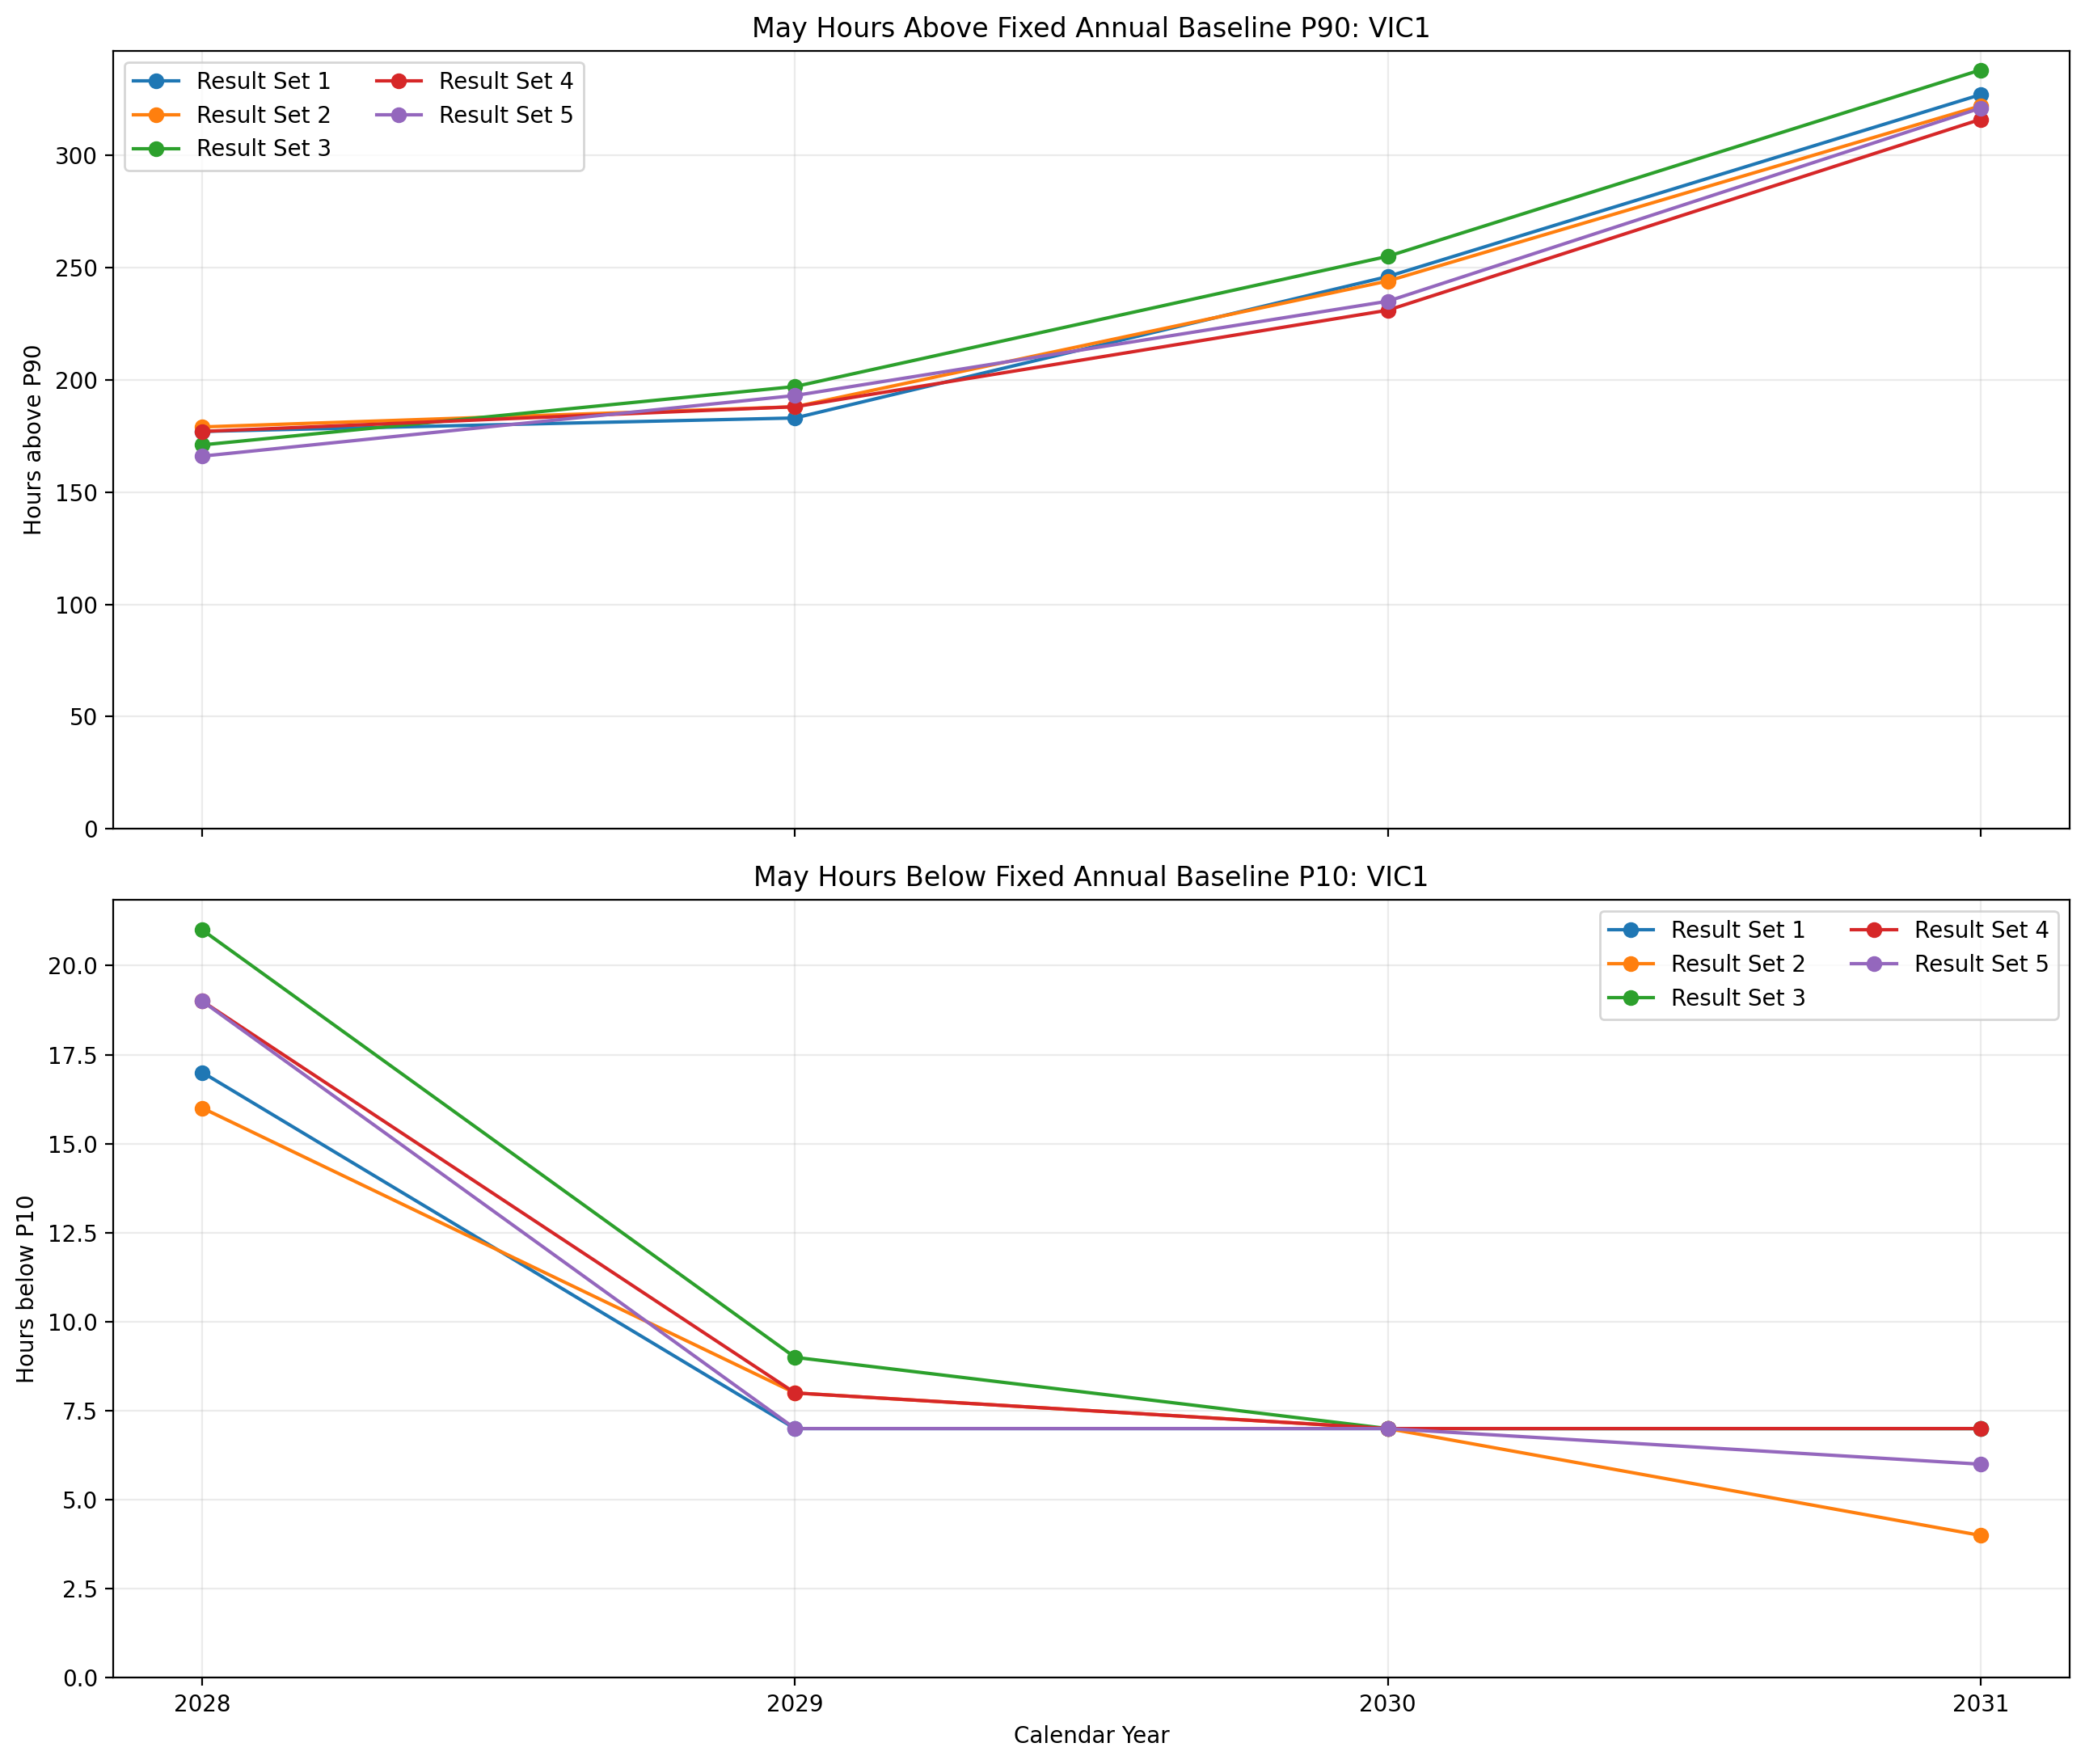 May Hours Above Fixed Annual Baseline P90: VIC1
Result Set 1
Result Set 2
Result Set 3
Result Set 4
Result Set 5
Hours above P90
300
250
200
150
100
50
0
May Hours Below Fixed Annual Baseline P10: VIC1
Result Set 1
Result Set 2
Result Set 3
Result Set 4
Result Set 5
Hours below P10
20.0
17.5
15.0
12.5
10.0
7.5
5.0
2.5
0.0
2028 2029 2030 2031
Calendar Year